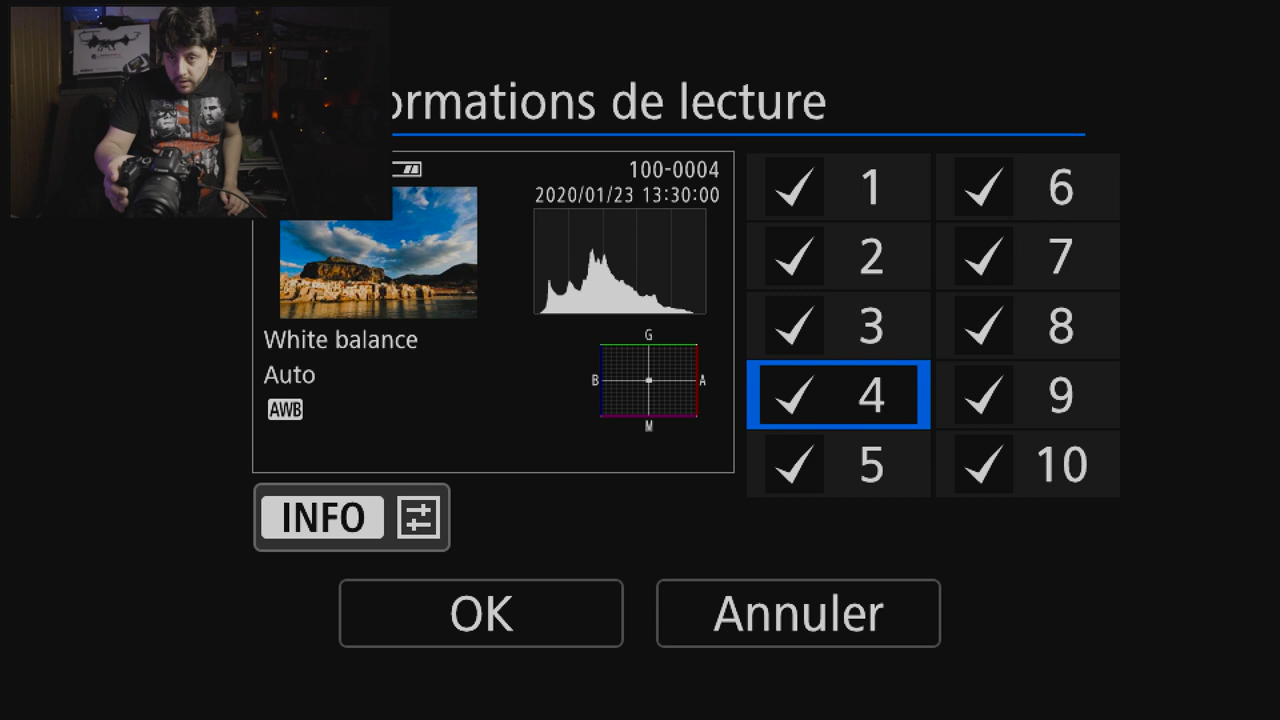 ormations de lecture
100-0004
2020/01/23 13:30:00
White balance
Auto
AWB
G
B
A
M
1
2
3
4
5
6
7
8
9
10
INFO
OK
Annuler